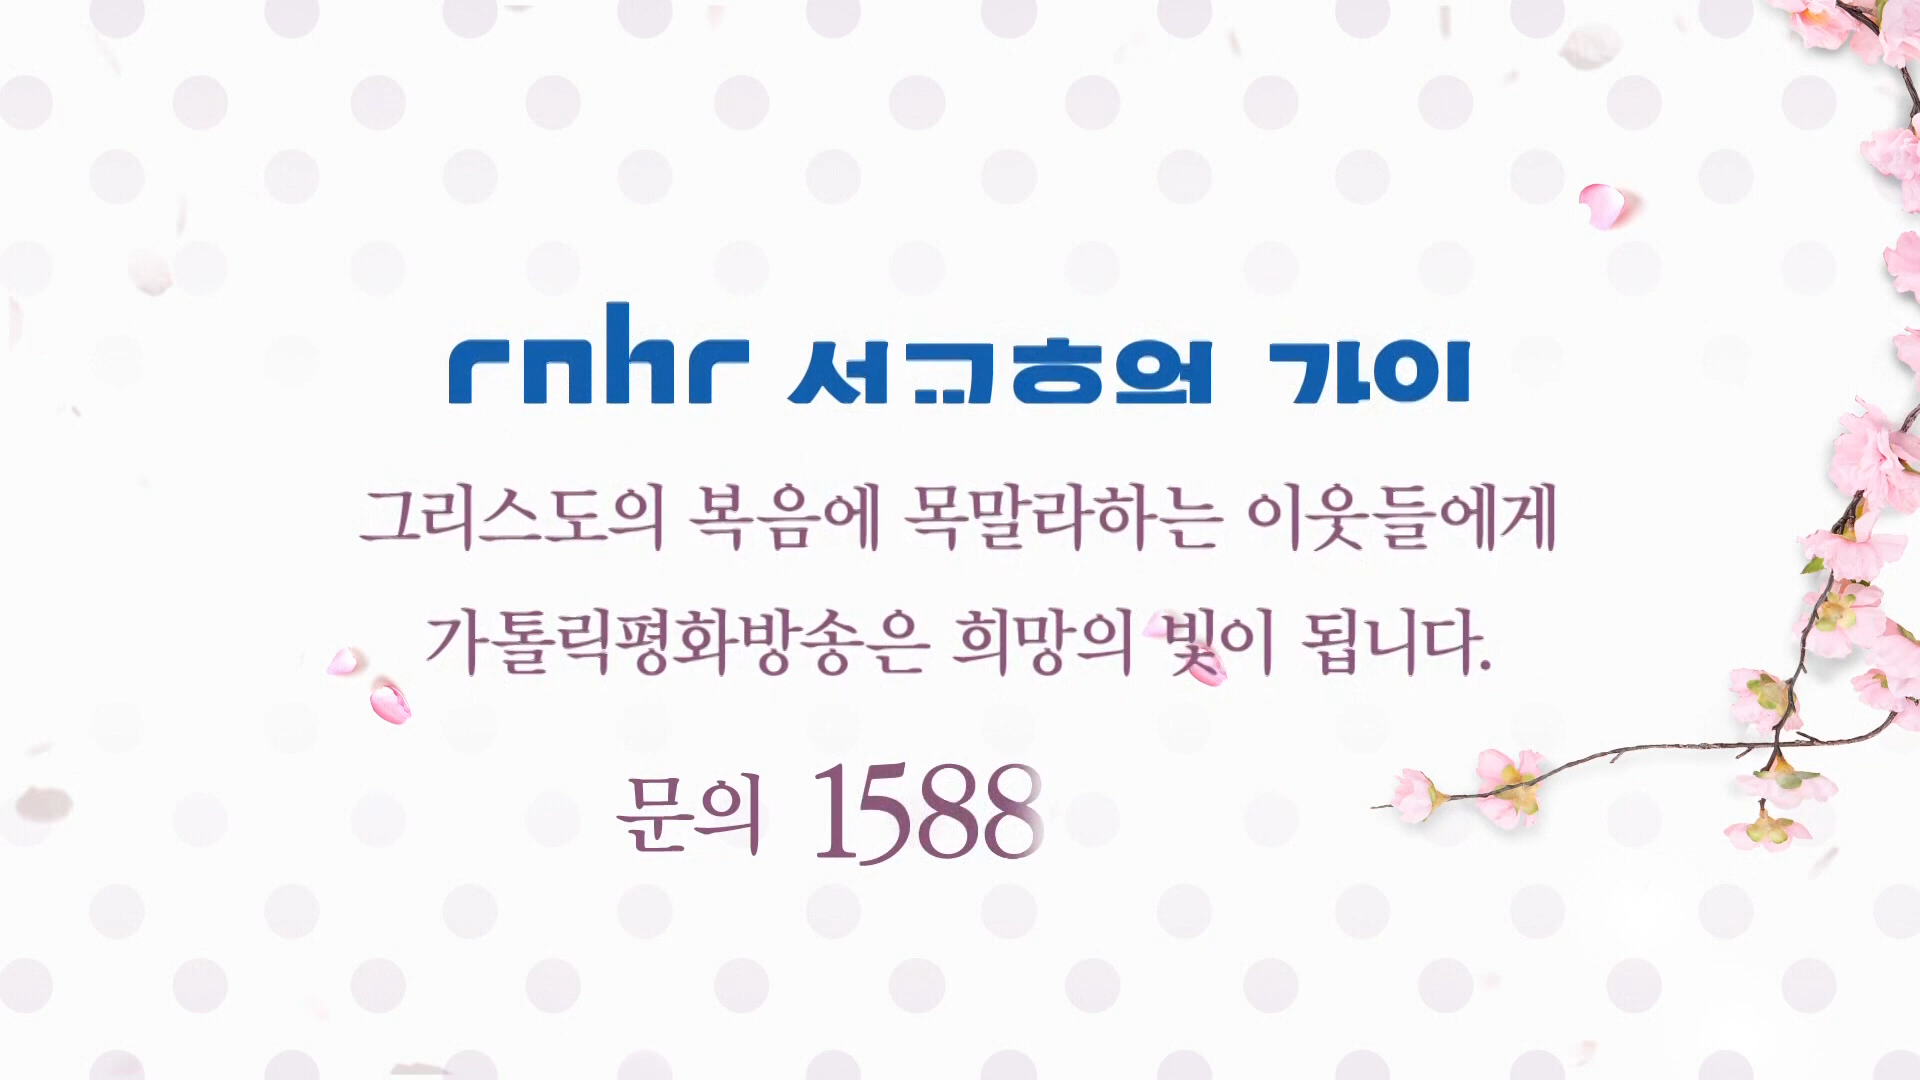 그리스도의 복음에 목말라하는 이웃들에게
가톨릭평화방송은 희망의 빛이 됩니다.
문의 1588